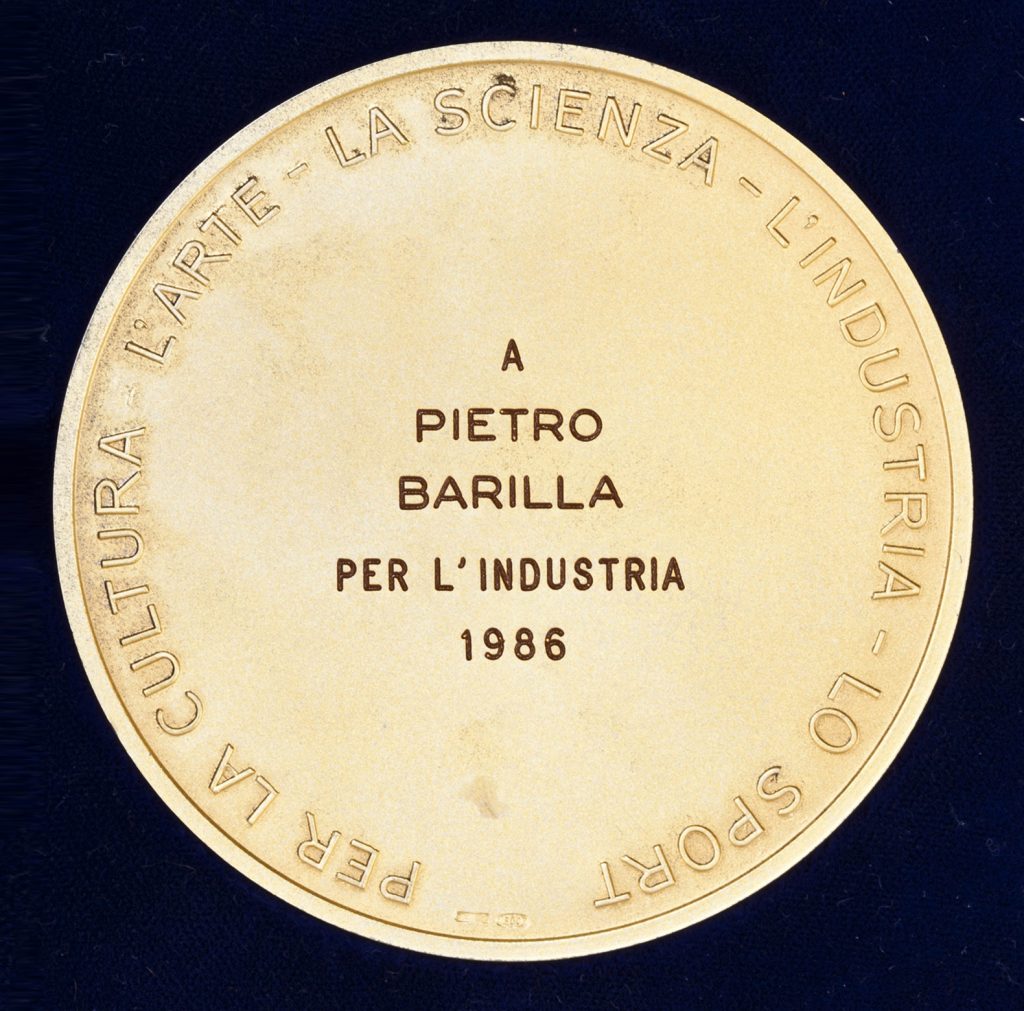 PER LA CULTURA - L'ARTE - LA SCIENZA - L'INDUSTRIA - LO SPORT
A
PIETRO
BARILLA
PER L'INDUSTRIA
1986